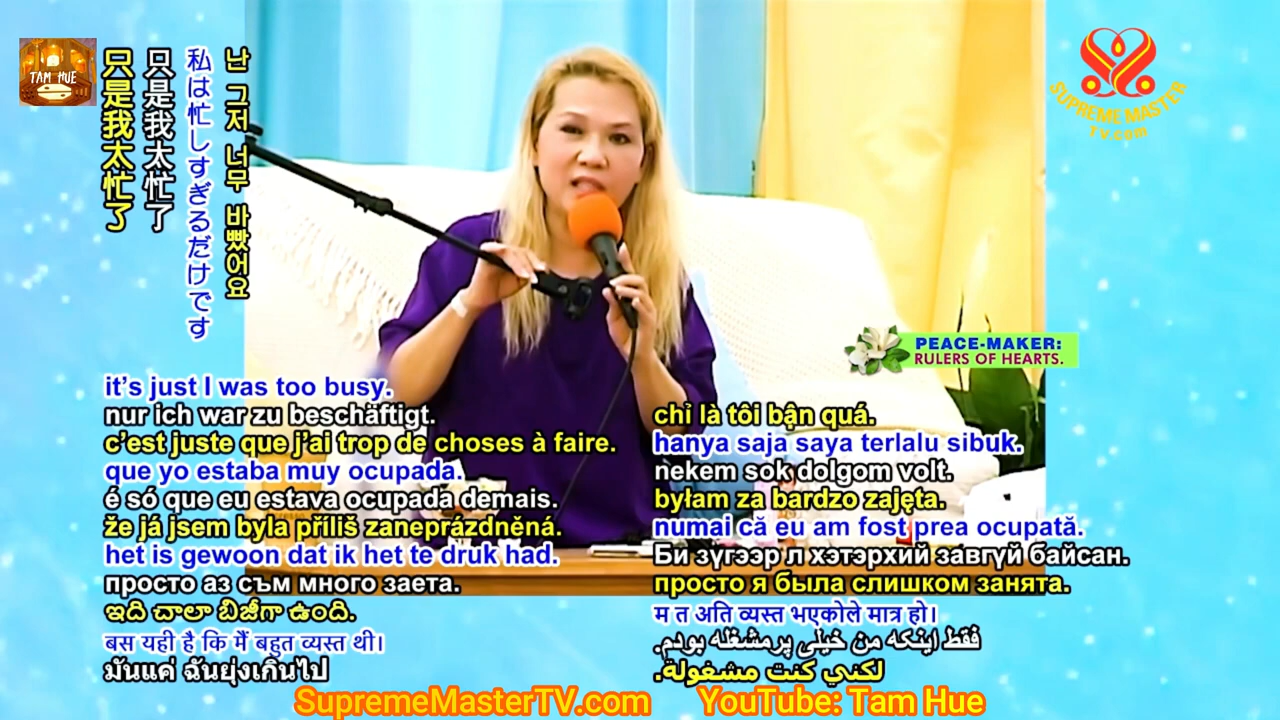 TAM HUE
只是我太忙了
只是我太忙了
私は忙しすぎるだけです
난 그저 너무 바빴어요
SUPREME MASTER
TV.com
PEACE-MAKER:
RULERS OF HEARTS.
it’s just I was too busy.
nur ich war zu beschäftigt.
c’est juste que j’ai trop de choses à faire.
que yo estaba muy ocupada.
é só que eu estava ocupada demais.
že já jsem byla příliš zaneprázdněná.
het is gewoon dat ik het te druk had.
просто аз съм много заета.
ఇది చాలా బిజీగా ఉంది.
बस यही है कि मैं बहुत व्यस्त थी।
มันแค่ ฉันยุ่งเกินไป
chỉ là tôi bận quá.
hanya saja saya terlalu sibuk.
nekem sok dolgom volt.
byłam za bardzo zajęta.
numai că eu am fost prea ocupată.
Би зүгээр л хэтэрхий завгүй байсан.
просто я была слишком занята.
म त अति व्यस्त भएकोले मात्र हो।
فقط اینکه من خیلی پرمشغله بودم.
لكني كنت مشغولة.
SupremeMasterTV.com
YouTube: Tam Hue